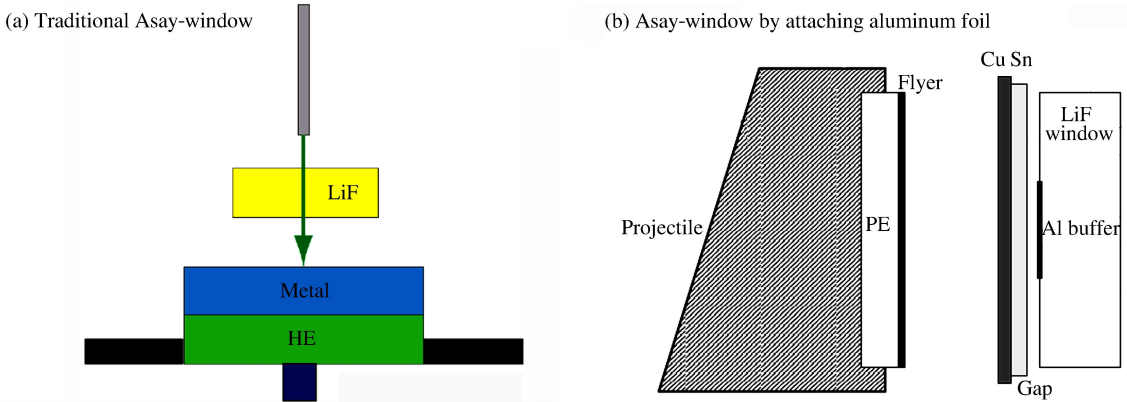 (a) Traditional Asay-window
LiF
Metal
HE
(b) Asay-window by attaching aluminum foil
Cu Sn
Flyer
LiF
window
Projectile
PE
Al buffer
Gap